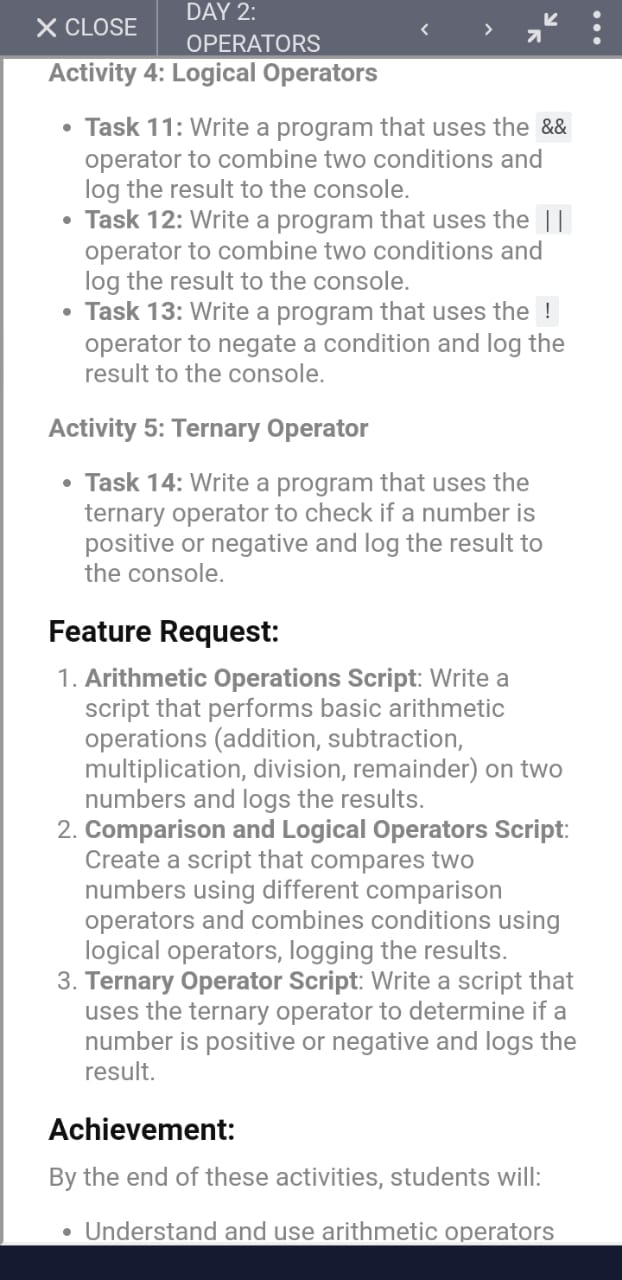 CLOSE
DAY 2:
OPERATORS
Activity 4: Logical Operators
• Task 11: Write a program that uses the &&
operator to combine two conditions and
log the result to the console.
• Task 12: Write a program that uses the ||
operator to combine two conditions and
log the result to the console.
• Task 13: Write a program that uses the !
operator to negate a condition and log the
result to the console.
Activity 5: Ternary Operator
• Task 14: Write a program that uses the
ternary operator to check if a number is
positive or negative and log the result to
the console.
Feature Request:
1. Arithmetic Operations Script: Write a
script that performs basic arithmetic
operations (addition, subtraction,
multiplication, division, remainder) on two
numbers and logs the results.
2. Comparison and Logical Operators Script:
Create a script that compares two
numbers using different comparison
operators and combines conditions using
logical operators, logging the results.
3. Ternary Operator Script: Write a script that
uses the ternary operator to determine if a
number is positive or negative and logs the
result.
Achievement:
By the end of these activities, students will:
• Understand and use arithmetic operators